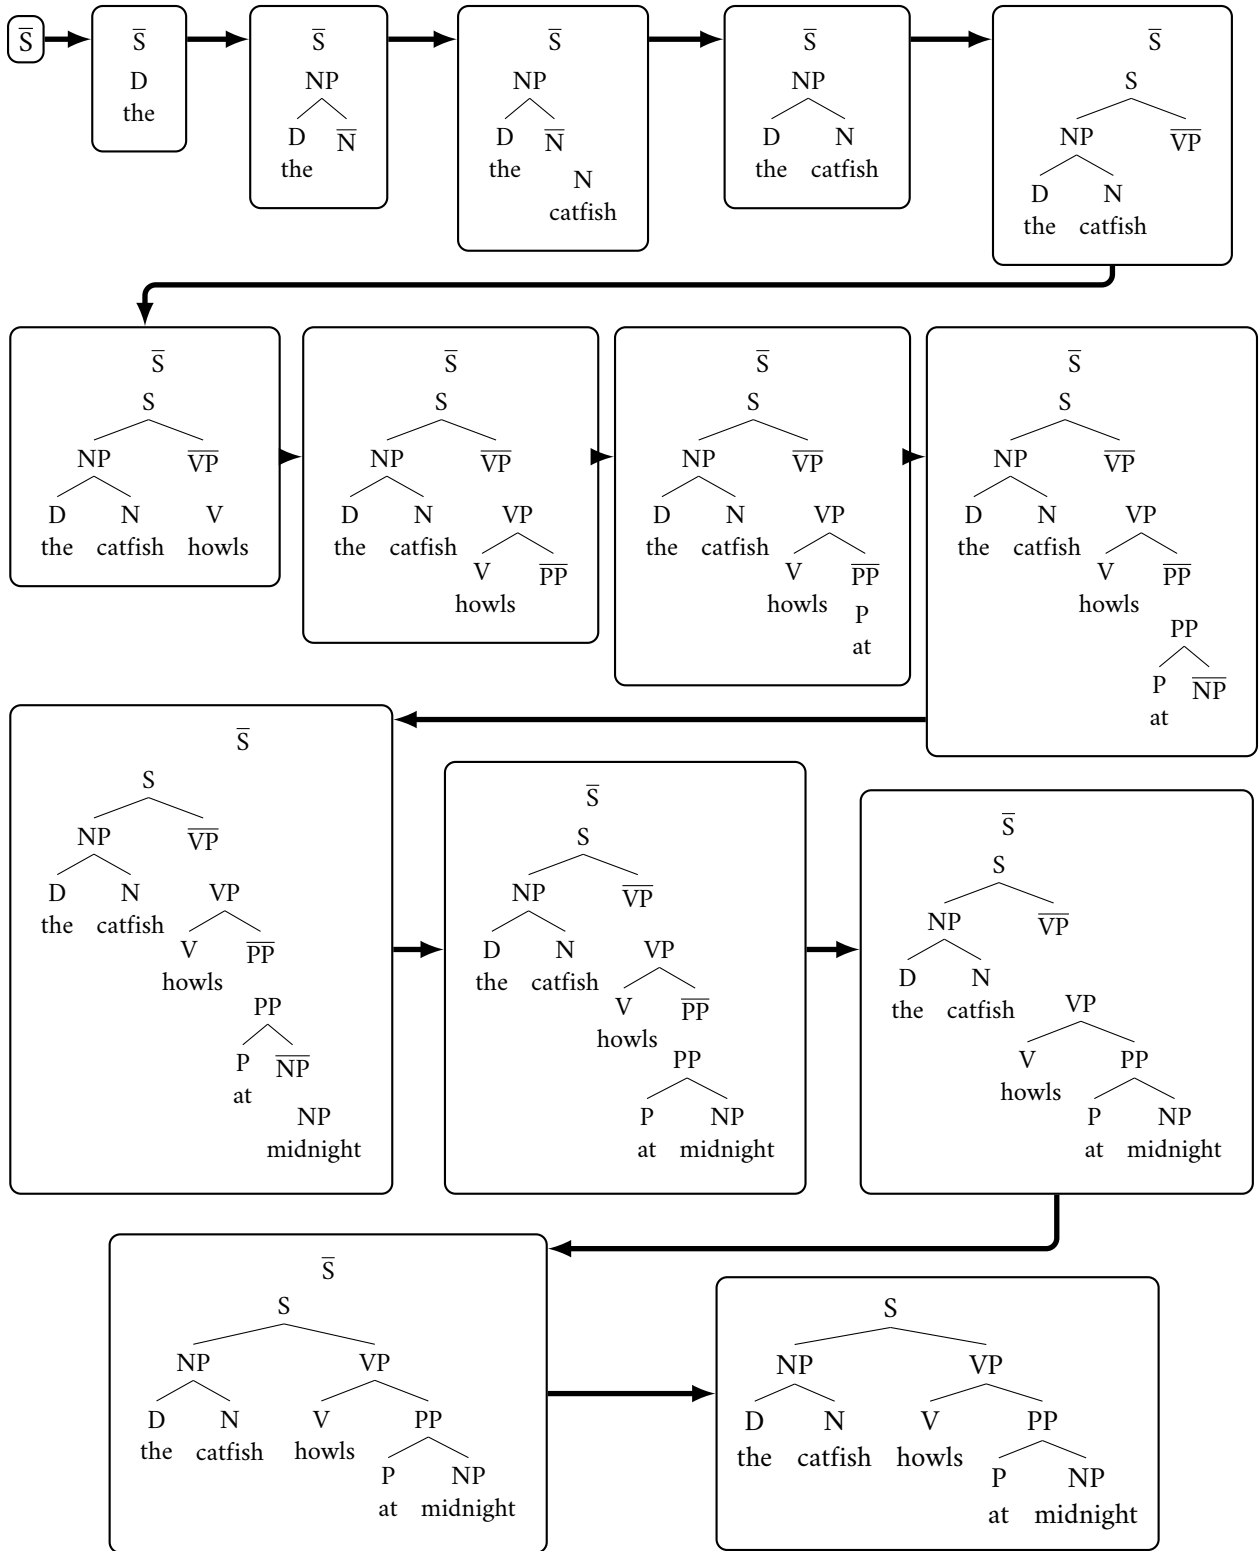 S̅
S̅
D
the
S̅
NP
D N̅
the
S̅
NP
D N̅
the
N
catfish
S̅
NP
D N
the catfish
S̅
S
NP V̅P̅
D N
the catfish
S̅
S
NP V̅P̅
D N V
the catfish howls
S̅
S
NP V̅P̅
D N VP
the catfish
V P̅P̅
howls
S̅
S
NP V̅P̅
D N VP
the catfish
V P̅P̅
howls
P
at
S̅
S
NP V̅P̅
D N VP
the catfish
V P̅P̅
howls
PP
P N̅P̅
at
S̅
S
NP V̅P̅
D N VP
the catfish
V P̅P̅
howls
PP
P N̅P̅
at
NP
midnight
S̅
S
NP V̅P̅
D N VP
the catfish
V P̅P̅
howls
PP
P NP
at midnight
S̅
S
NP V̅P̅
D N
the catfish
VP
V PP
howls
P NP
at midnight
S̅
S
NP VP
D N V PP
the catfish howls
P NP
at midnight
S
NP VP
D N V PP
the catfish howls
P NP
at midnight